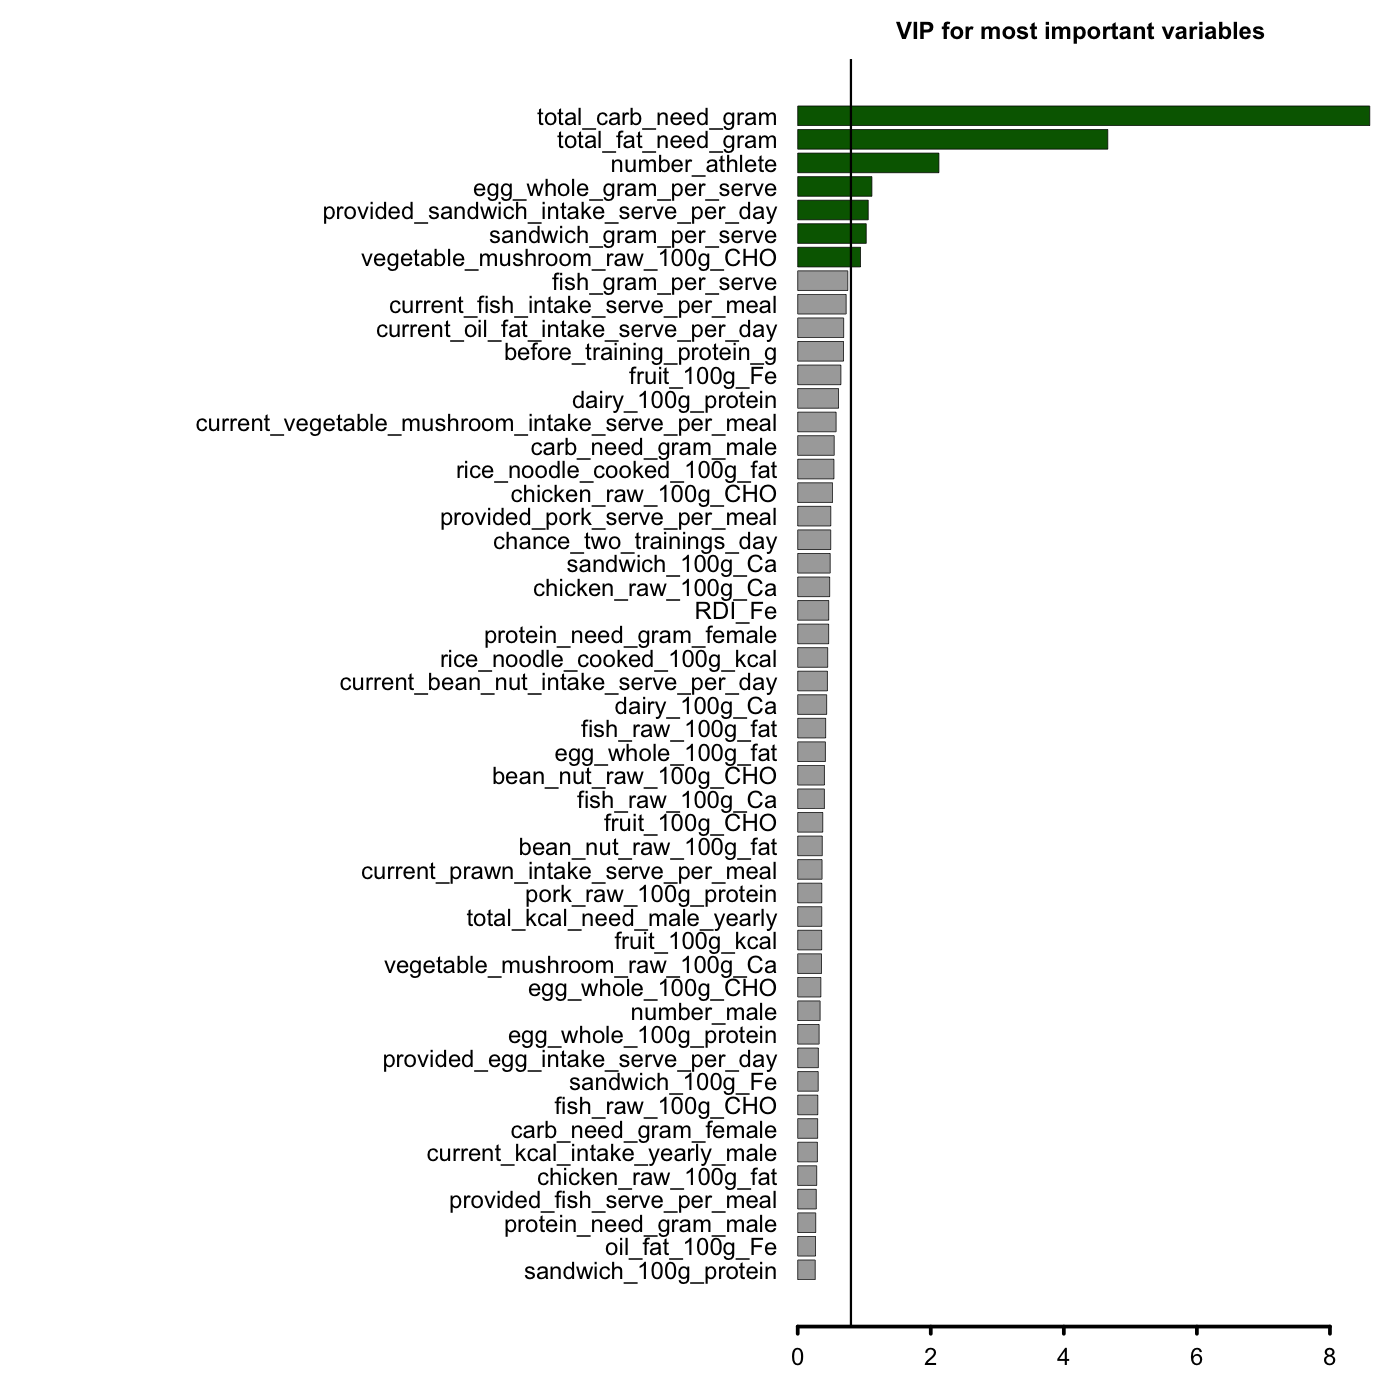 VIP for most important variables
total_carb_need_gram
total_fat_need_gram
number_athlete
egg_whole_gram_per_serve
provided_sandwich_intake_serve_per_day
sandwich_gram_per_serve
vegetable_mushroom_raw_100g_CHO
fish_gram_per_serve
current_fish_intake_serve_per_meal
current_oil_fat_intake_serve_per_day
before_training_protein_g
fruit_100g_Fe
dairy_100g_protein
current_vegetable_mushroom_intake_serve_per_meal
carb_need_gram_male
rice_noodle_cooked_100g_fat
chicken_raw_100g_CHO
provided_pork_serve_per_meal
chance_two_trainings_day
sandwich_100g_Ca
chicken_raw_100g_Ca
RDI_Fe
protein_need_gram_female
rice_noodle_cooked_100g_kcal
current_bean_nut_intake_serve_per_day
dairy_100g_Ca
fish_raw_100g_fat
egg_whole_100g_fat
bean_nut_raw_100g_CHO
fish_raw_100g_Ca
fruit_100g_CHO
bean_nut_raw_100g_fat
current_prawn_intake_serve_per_meal
pork_raw_100g_protein
total_kcal_need_male_yearly
fruit_100g_kcal
vegetable_mushroom_raw_100g_Ca
egg_whole_100g_CHO
number_male
egg_whole_100g_protein
provided_egg_intake_serve_per_day
sandwich_100g_Fe
fish_raw_100g_CHO
carb_need_gram_female
current_kcal_intake_yearly_male
chicken_raw_100g_fat
provided_fish_serve_per_meal
protein_need_gram_male
oil_fat_100g_Fe
sandwich_100g_protein
0 2 4 6 8